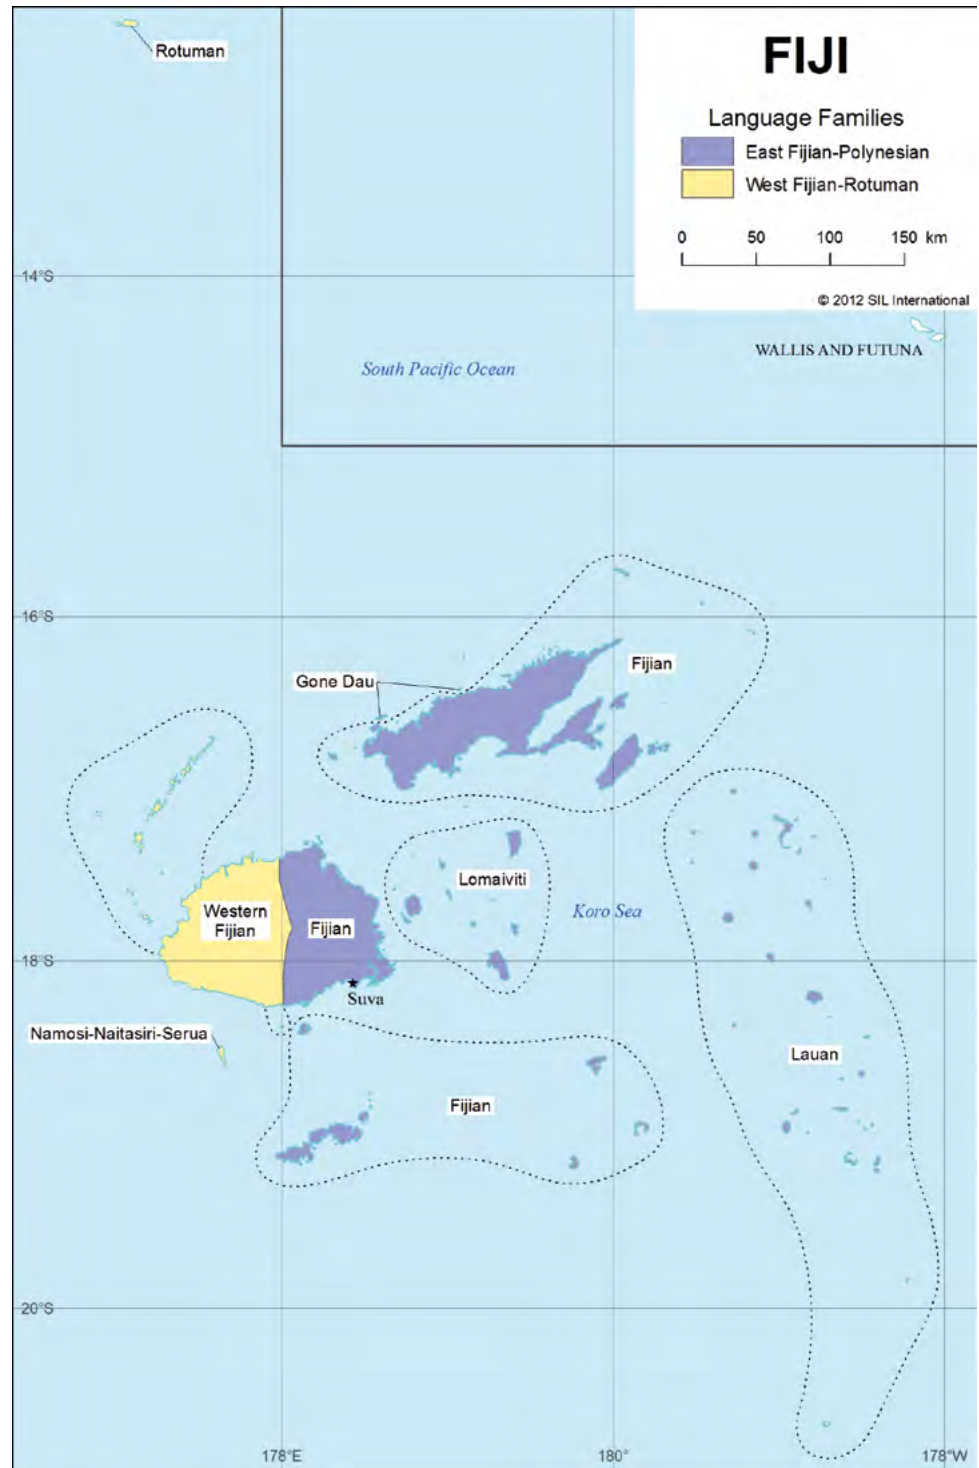 Rotuman
FIJI
Language Families
East Fijian-Polynesian
West Fijian-Rotuman
0 50 100 150 km
© 2012 SIL International
14°S
WALLIS AND FUTUNA
South Pacific Ocean
16°S
Fijian
Gone Dau
Lomaiviti
Western
Fijian
Fijian
Koro Sea
18°S
Suva
Namosi-Naitasiri-Serua
Lauan
Fijian
20°S
178°E 180° 178°W